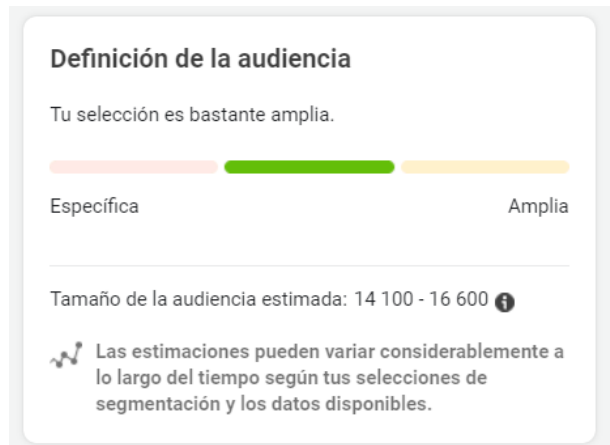 Definición de la audiencia
Tu selección es bastante amplia.
Específica
Amplia
Tamaño de la audiencia estimada: 14 100 - 16 600
Las estimaciones pueden variar considerablemente a
lo largo del tiempo según tus selecciones de
segmentación y los datos disponibles.